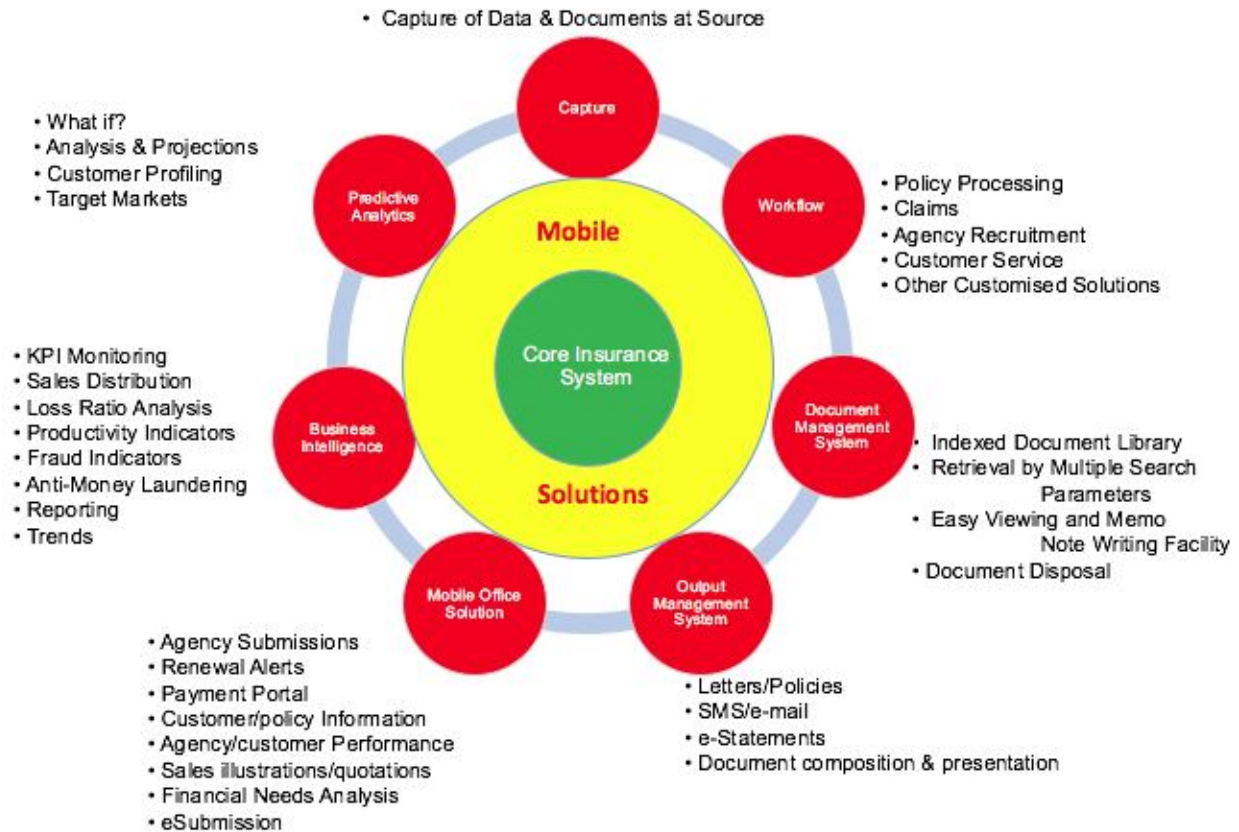 • Capture of Data & Documents at Source
Capture
• What if?
• Analysis & Projections
• Customer Profiling
• Target Markets
Predictive
Analytics
Workflow
• Policy Processing
• Claims
• Agency Recruitment
• Customer Service
• Other Customised Solutions
Mobile
Core Insurance
System
Solutions
• KPI Monitoring
• Sales Distribution
• Loss Ratio Analysis
• Productivity Indicators
• Fraud Indicators
• Anti-Money Laundering
• Reporting
• Trends
Business
Intelligence
Document
Management
System
• Indexed Document Library
• Retrieval by Multiple Search
Parameters
• Easy Viewing and Memo
Note Writing Facility
• Document Disposal
Mobile Office
Solution
• Agency Submissions
• Renewal Alerts
• Payment Portal
• Customer/policy Information
• Agency/customer Performance
• Sales illustrations/quotations
• Financial Needs Analysis
• eSubmission
Output
Management
System
• Letters/Policies
• SMS/e-mail
• e-Statements
• Document composition & presentation